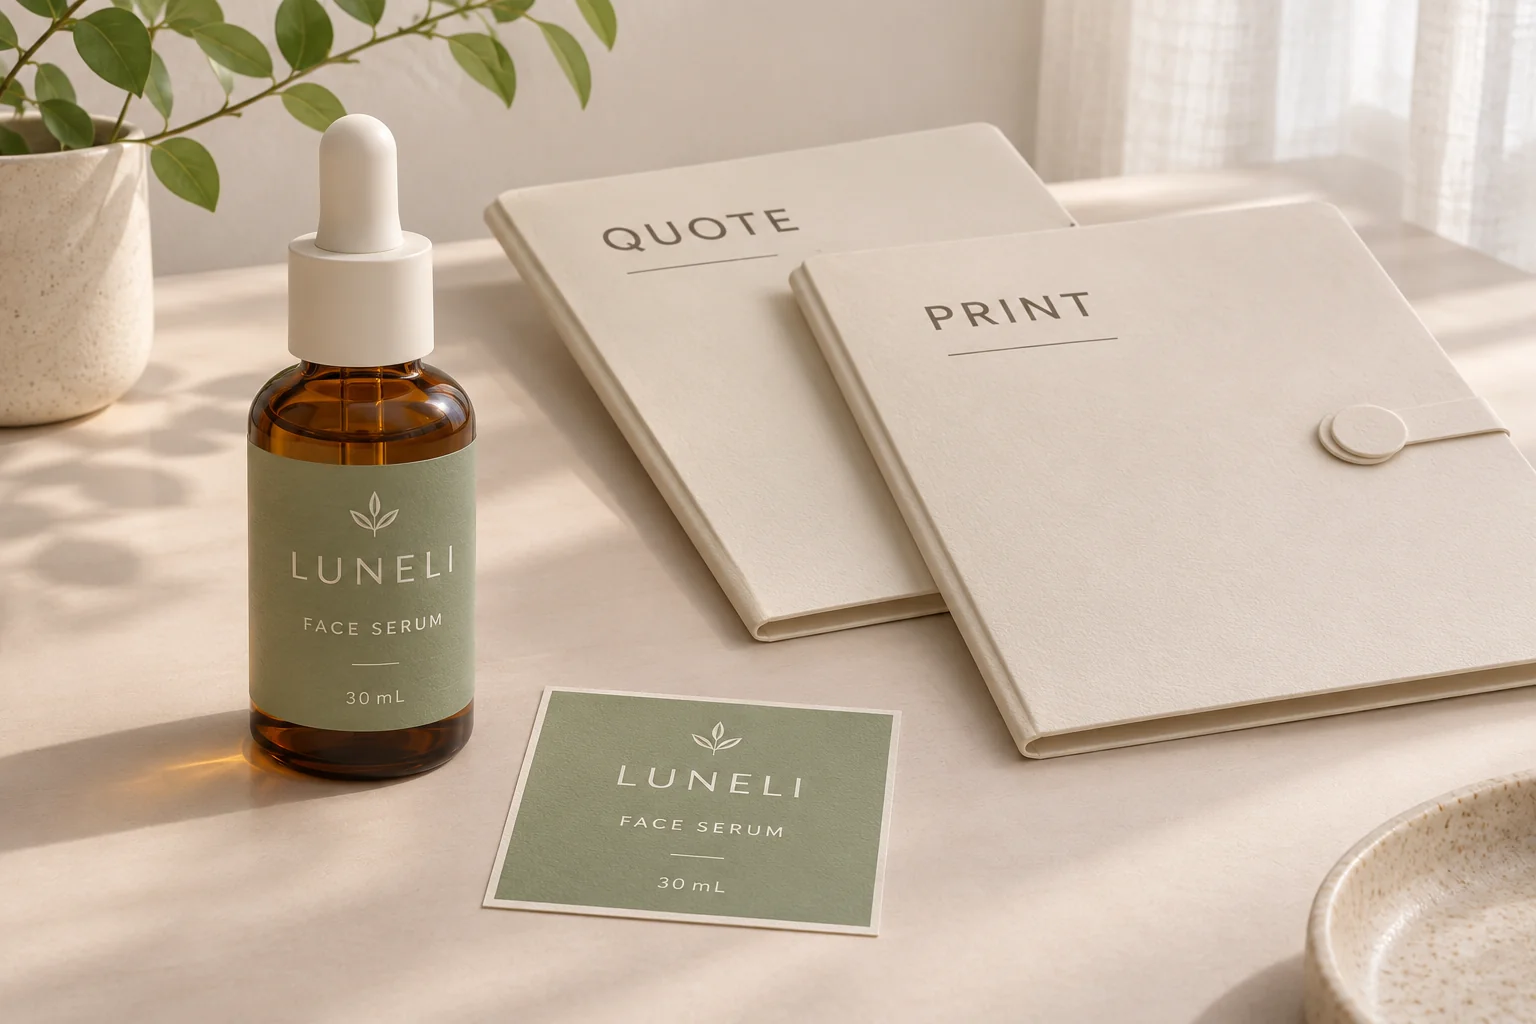 QUOTE
PRINT
LUNELI
FACE SERUM
30 mL
LUNELI
FACE SERUM
30 mL